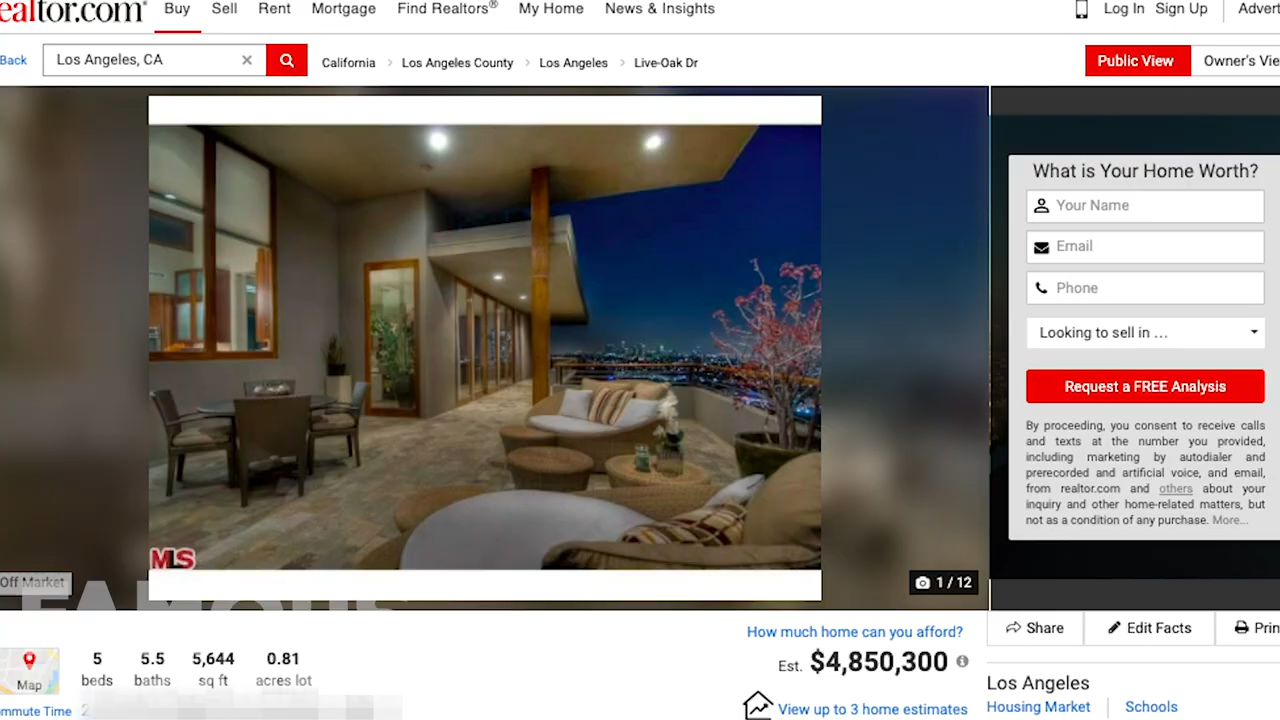 ealtor.com® Buy Sell Rent Mortgage Find Realtors® My Home News & Insights Log In Sign Up Advert
Back Los Angeles, CA × California > Los Angeles County > Los Angeles > Live-Oak Dr Public View Owner's Vie
What is Your Home Worth?
Your Name
Email
Phone
Looking to sell in ...
Request a FREE Analysis
By proceeding, you consent to receive calls
and texts at the number you provided,
including marketing by autodialer and
prerecorded and artificial voice, and email,
from realtor.com and others about your
inquiry and other home-related matters, but
not as a condition of any purchase. More...
MLS
Off Market
1 / 12
FAMOUS
How much home can you afford?
Share Edit Facts Prin
Map
5 beds
5.5 baths
5,644 sq ft
0.81 acres lot
Est. $4,850,300
Los Angeles
mmute Time
View up to 3 home estimates
Housing Market Schools